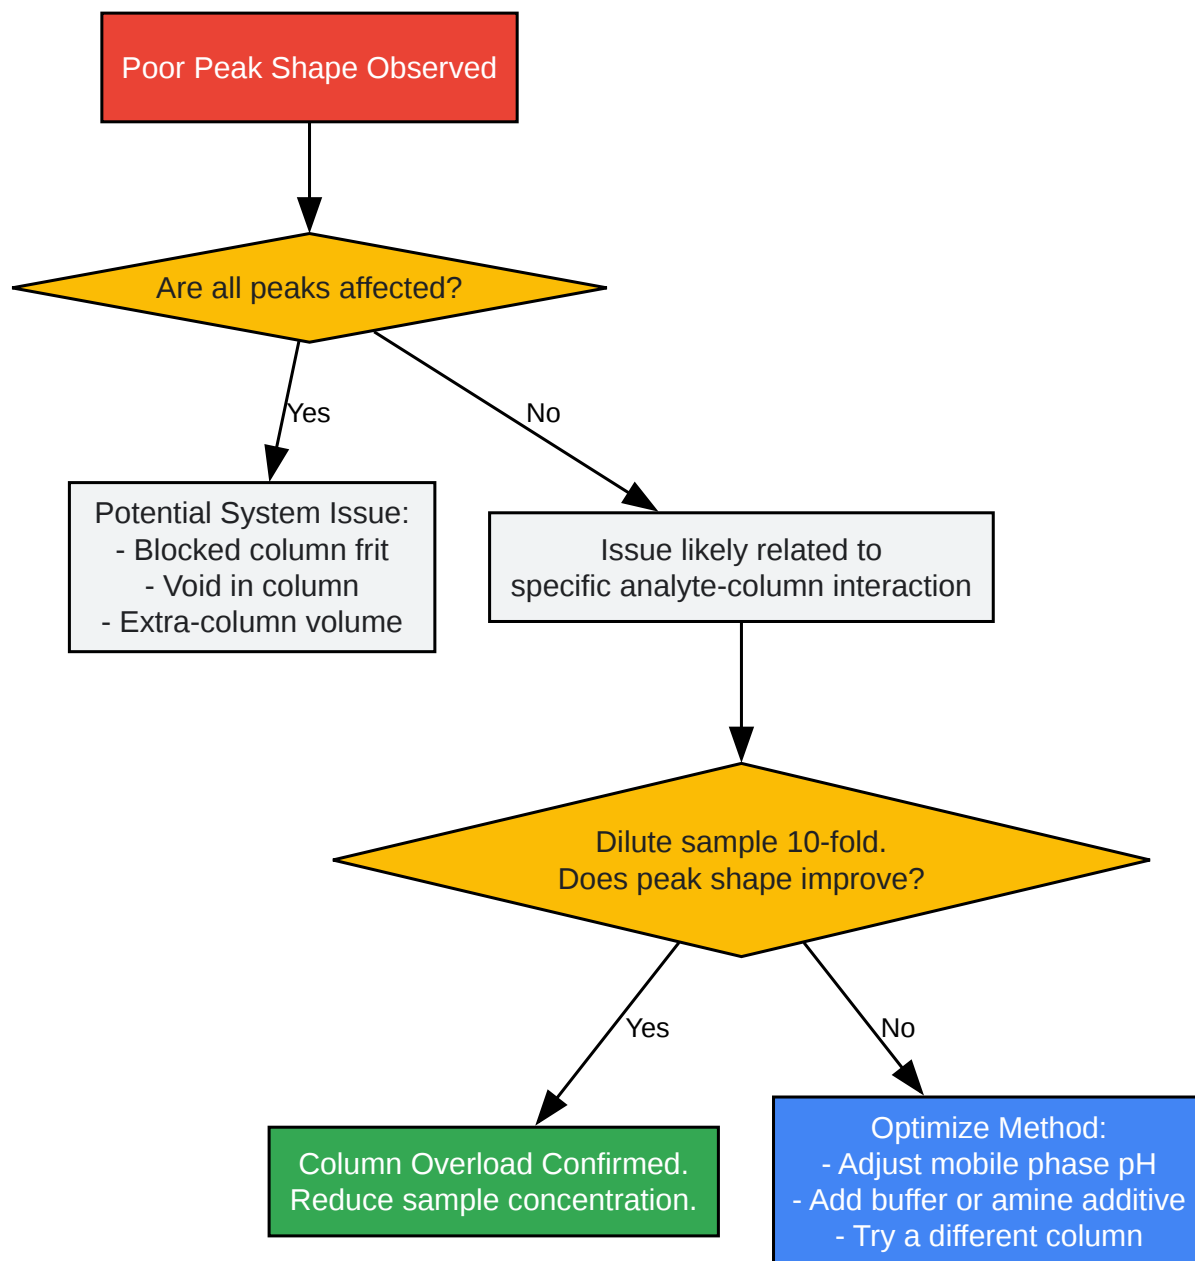 Poor Peak Shape Observed
Are all peaks affected?
Yes
No
Potential System Issue:
- Blocked column frit
- Void in column
- Extra-column volume
Issue likely related to
specific analyte-column interaction
Dilute sample 10-fold.
Does peak shape improve?
Yes
No
Column Overload Confirmed.
Reduce sample concentration.
Optimize Method:
- Adjust mobile phase pH
- Add buffer or amine additive
- Try a different column